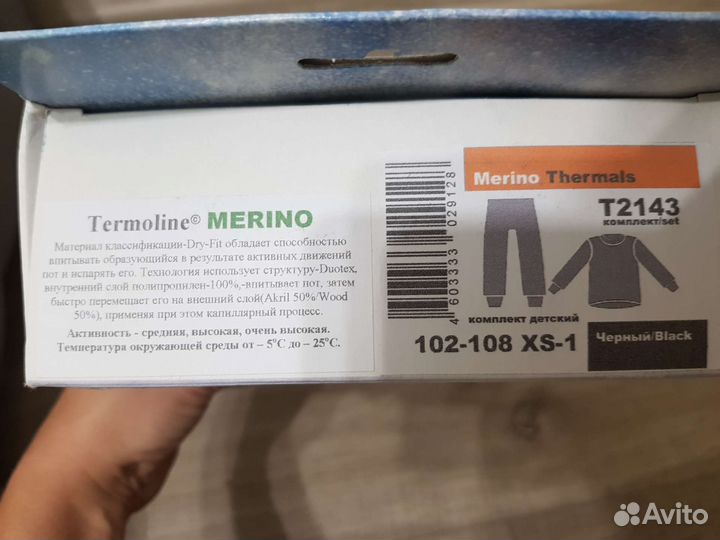 Termoline© MERINO
Материал классификации-Dry-Fit обладает способностью
впитывать образующийся в результате активных движений
пот и испарять его. Технология использует структуру-Duotex,
внутренний слой полипропилен-100%,-впитывает пот, затем
быстро перемещает его на внешний слой(Akril 50%/Wood
50%), применяя при этом капиллярный процесс.
Активность - средняя, высокая, очень высокая.
Температура окружающей среды от – 5°С до – 25°С.
4 603333 029128
Merino Thermals
T2143
комплект/set
комплект детский
102-108 XS-1
Черный/Black
Avito